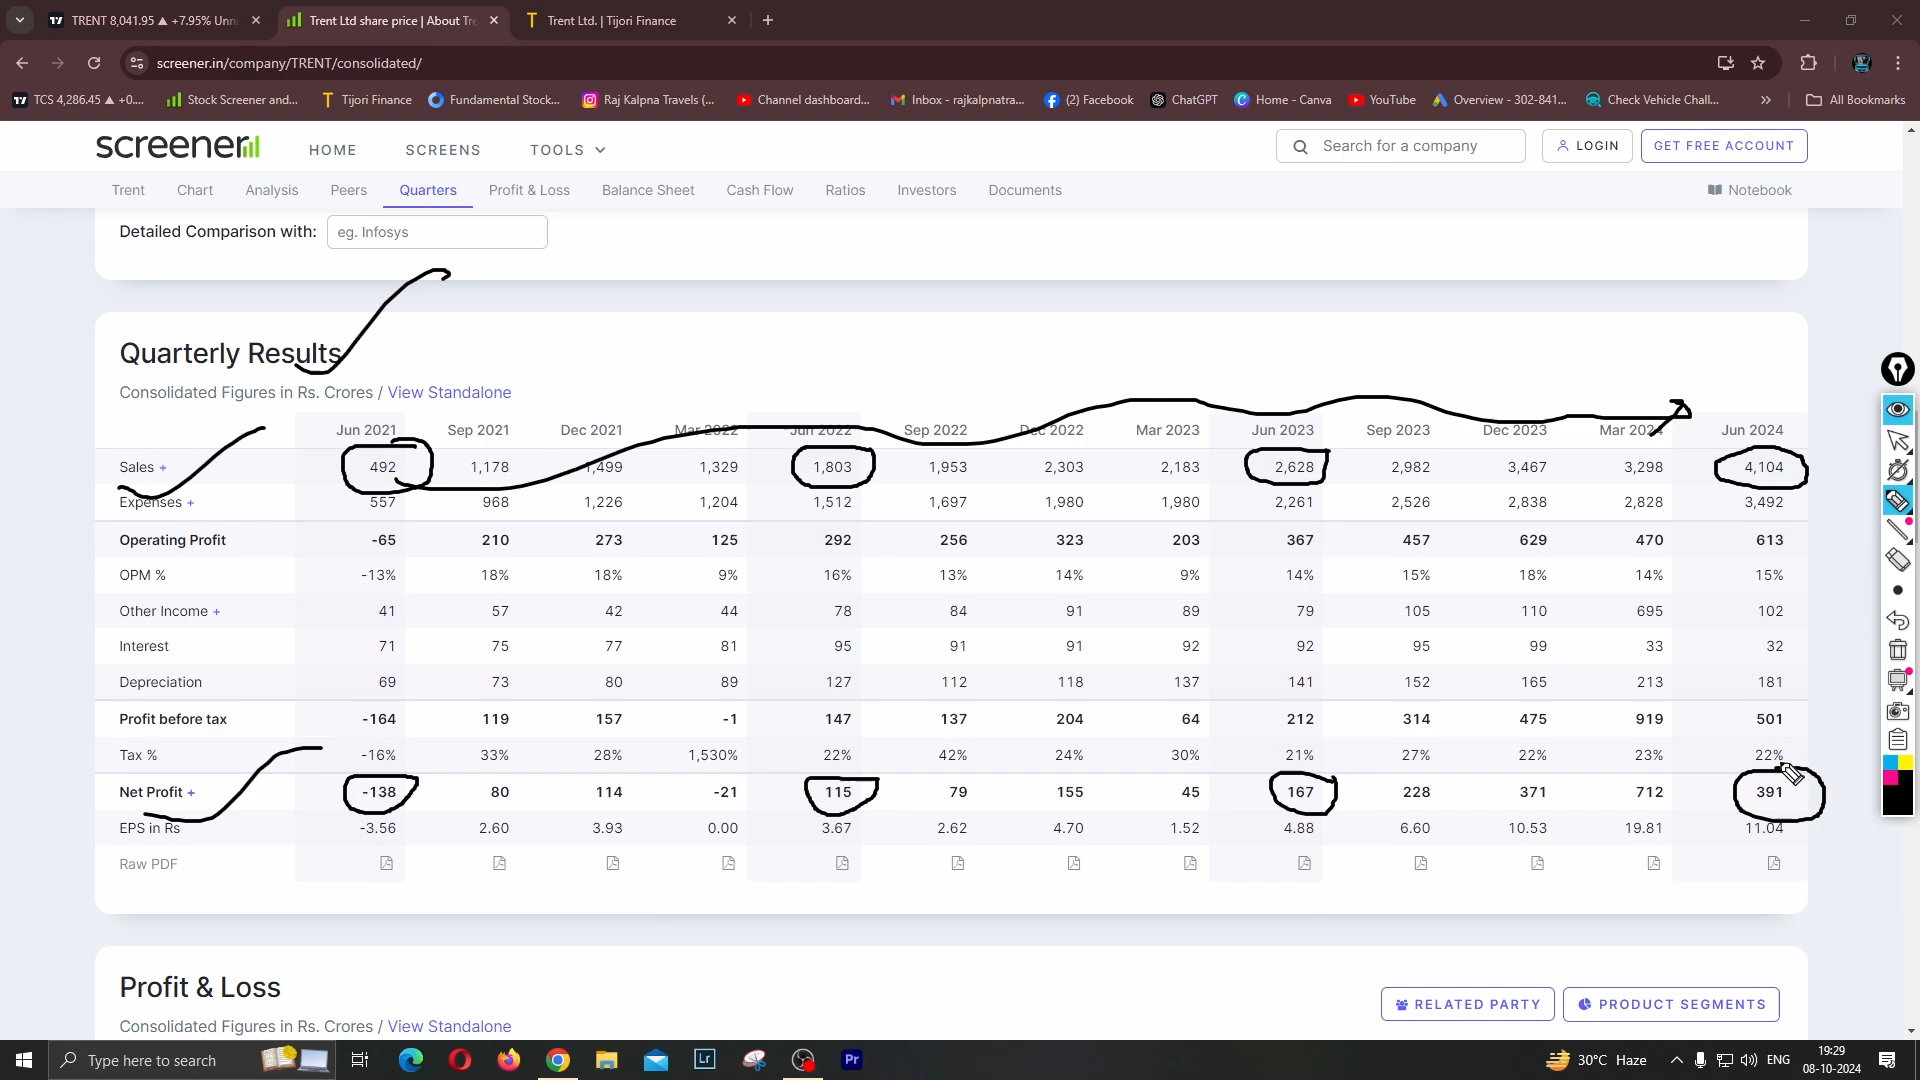 TRENT 8,041.95 ▲ +7.95% Unn
Trent Ltd share price | About Tre
Trent Ltd. | Tijori Finance
screener.in/company/TRENT/consolidated/
TCS 4,286.45 ▲ +0....
Stock Screener and...
Tijori Finance
Fundamental Stock...
Raj Kalpna Travels (...
Channel dashboard...
Inbox - rajkalpnatra...
(2) Facebook
ChatGPT
Home - Canva
YouTube
Overview - 302-841...
Check Vehicle Chall...
All Bookmarks
screener
HOME SCREENS TOOLS
Search for a company
LOGIN
GET FREE ACCOUNT
Trent Chart Analysis Peers Quarters Profit & Loss Balance Sheet Cash Flow Ratios Investors Documents Notebook
Detailed Comparison with: eg. Infosys
Quarterly Results
Consolidated Figures in Rs. Crores / View Standalone
Jun 2021 Sep 2021 Dec 2021 Mar 2022 Jun 2022 Sep 2022 Dec 2022 Mar 2023 Jun 2023 Sep 2023 Dec 2023 Mar 2024 Jun 2024
Sales + 492 1,178 1,499 1,329 1,803 1,953 2,303 2,183 2,628 2,982 3,467 3,298 4,104
Expenses + 557 968 1,226 1,204 1,512 1,697 1,980 1,980 2,261 2,526 2,838 2,828 3,492
Operating Profit -65 210 273 125 292 256 323 203 367 457 629 470 613
OPM % -13% 18% 18% 9% 16% 13% 14% 9% 14% 15% 18% 14% 15%
Other Income + 41 57 42 44 78 84 91 89 79 105 110 695 102
Interest 71 75 77 81 95 91 91 92 92 95 99 33 32
Depreciation 69 73 80 89 127 112 118 137 141 152 165 213 181
Profit before tax -164 119 157 -1 147 137 204 64 212 314 475 919 501
Tax % -16% 33% 28% 1,530% 22% 42% 24% 30% 21% 27% 22% 23% 22%
Net Profit + -138 80 114 -21 115 79 155 45 167 228 371 712 391
EPS in Rs -3.56 2.60 3.93 0.00 3.67 2.62 4.70 1.52 4.88 6.60 10.53 19.81 11.04
Raw PDF
Profit & Loss
RELATED PARTY
PRODUCT SEGMENTS
Consolidated Figures in Rs. Crores / View Standalone
Type here to search
Lr
Pr
30°C Haze
ENG
19:29
08-10-2024